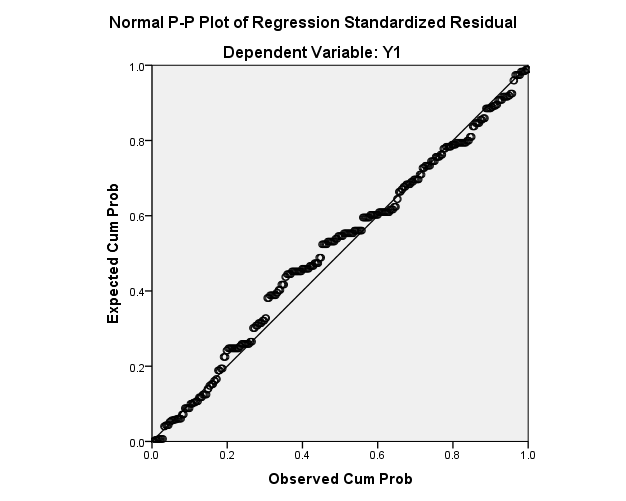 Normal P-P Plot of Regression Standardized Residual
Dependent Variable: Y1
1.0
0.8
0.6
0.4
0.2
0.0
Expected Cum Prob
0.0 0.2 0.4 0.6 0.8 1.0
Observed Cum Prob